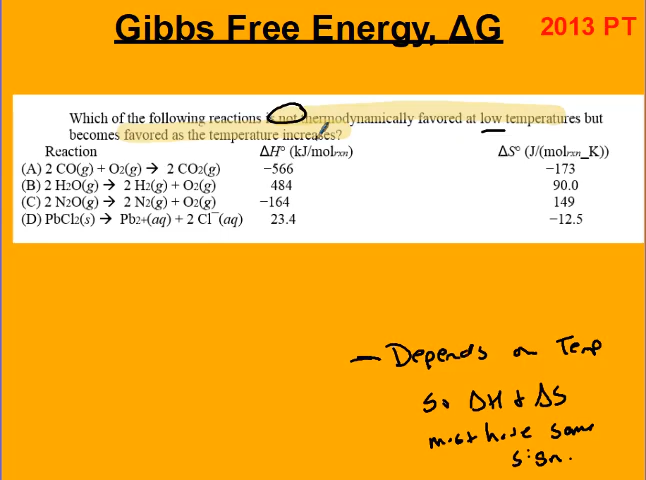 Gibbs Free Energy, ΔG
2013 PT
Which of the following reactions is not thermodynamically favored at low temperatures but
becomes favored as the temperature increases?
Reaction ΔH° (kJ/molrxn) ΔS° (J/(molrxn_K))
(A) 2 CO(g) + O2(g) → 2 CO2(g) −566 −173
(B) 2 H2O(g) → 2 H2(g) + O2(g) 484 90.0
(C) 2 N2O(g) → 2 N2(g) + O2(g) −164 149
(D) PbCl2(s) → Pb2+(aq) + 2 Cl¯(aq) 23.4 −12.5
– Depends on Temp
so ΔH + ΔS
must have same
sign.